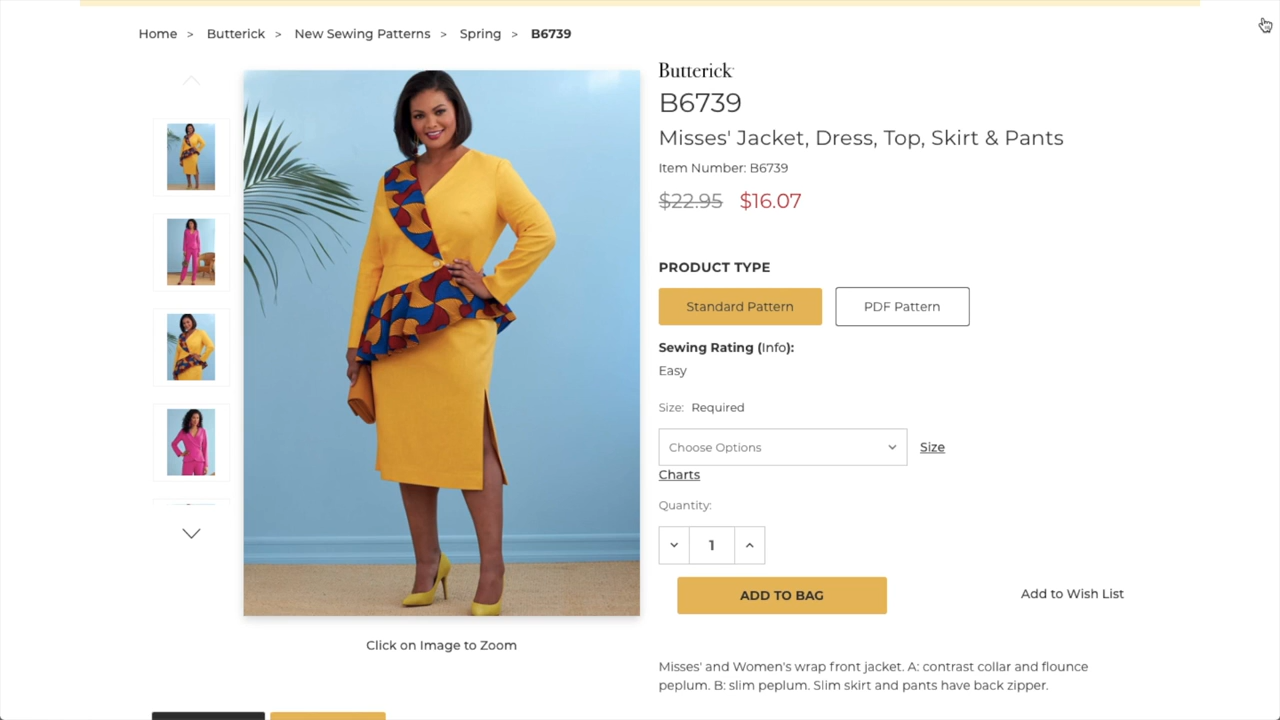 Home > Butterick > New Sewing Patterns > Spring > B6739
Butterick
B6739
Misses' Jacket, Dress, Top, Skirt & Pants
Item Number: B6739
$22.95 $16.07
PRODUCT TYPE
Standard Pattern PDF Pattern
Sewing Rating (Info):
Easy
Size: Required
Choose Options Size
Charts
Quantity:
1
ADD TO BAG Add to Wish List
Click on Image to Zoom
Misses' and Women's wrap front jacket. A: contrast collar and flounce
peplum. B: slim peplum. Slim skirt and pants have back zipper.